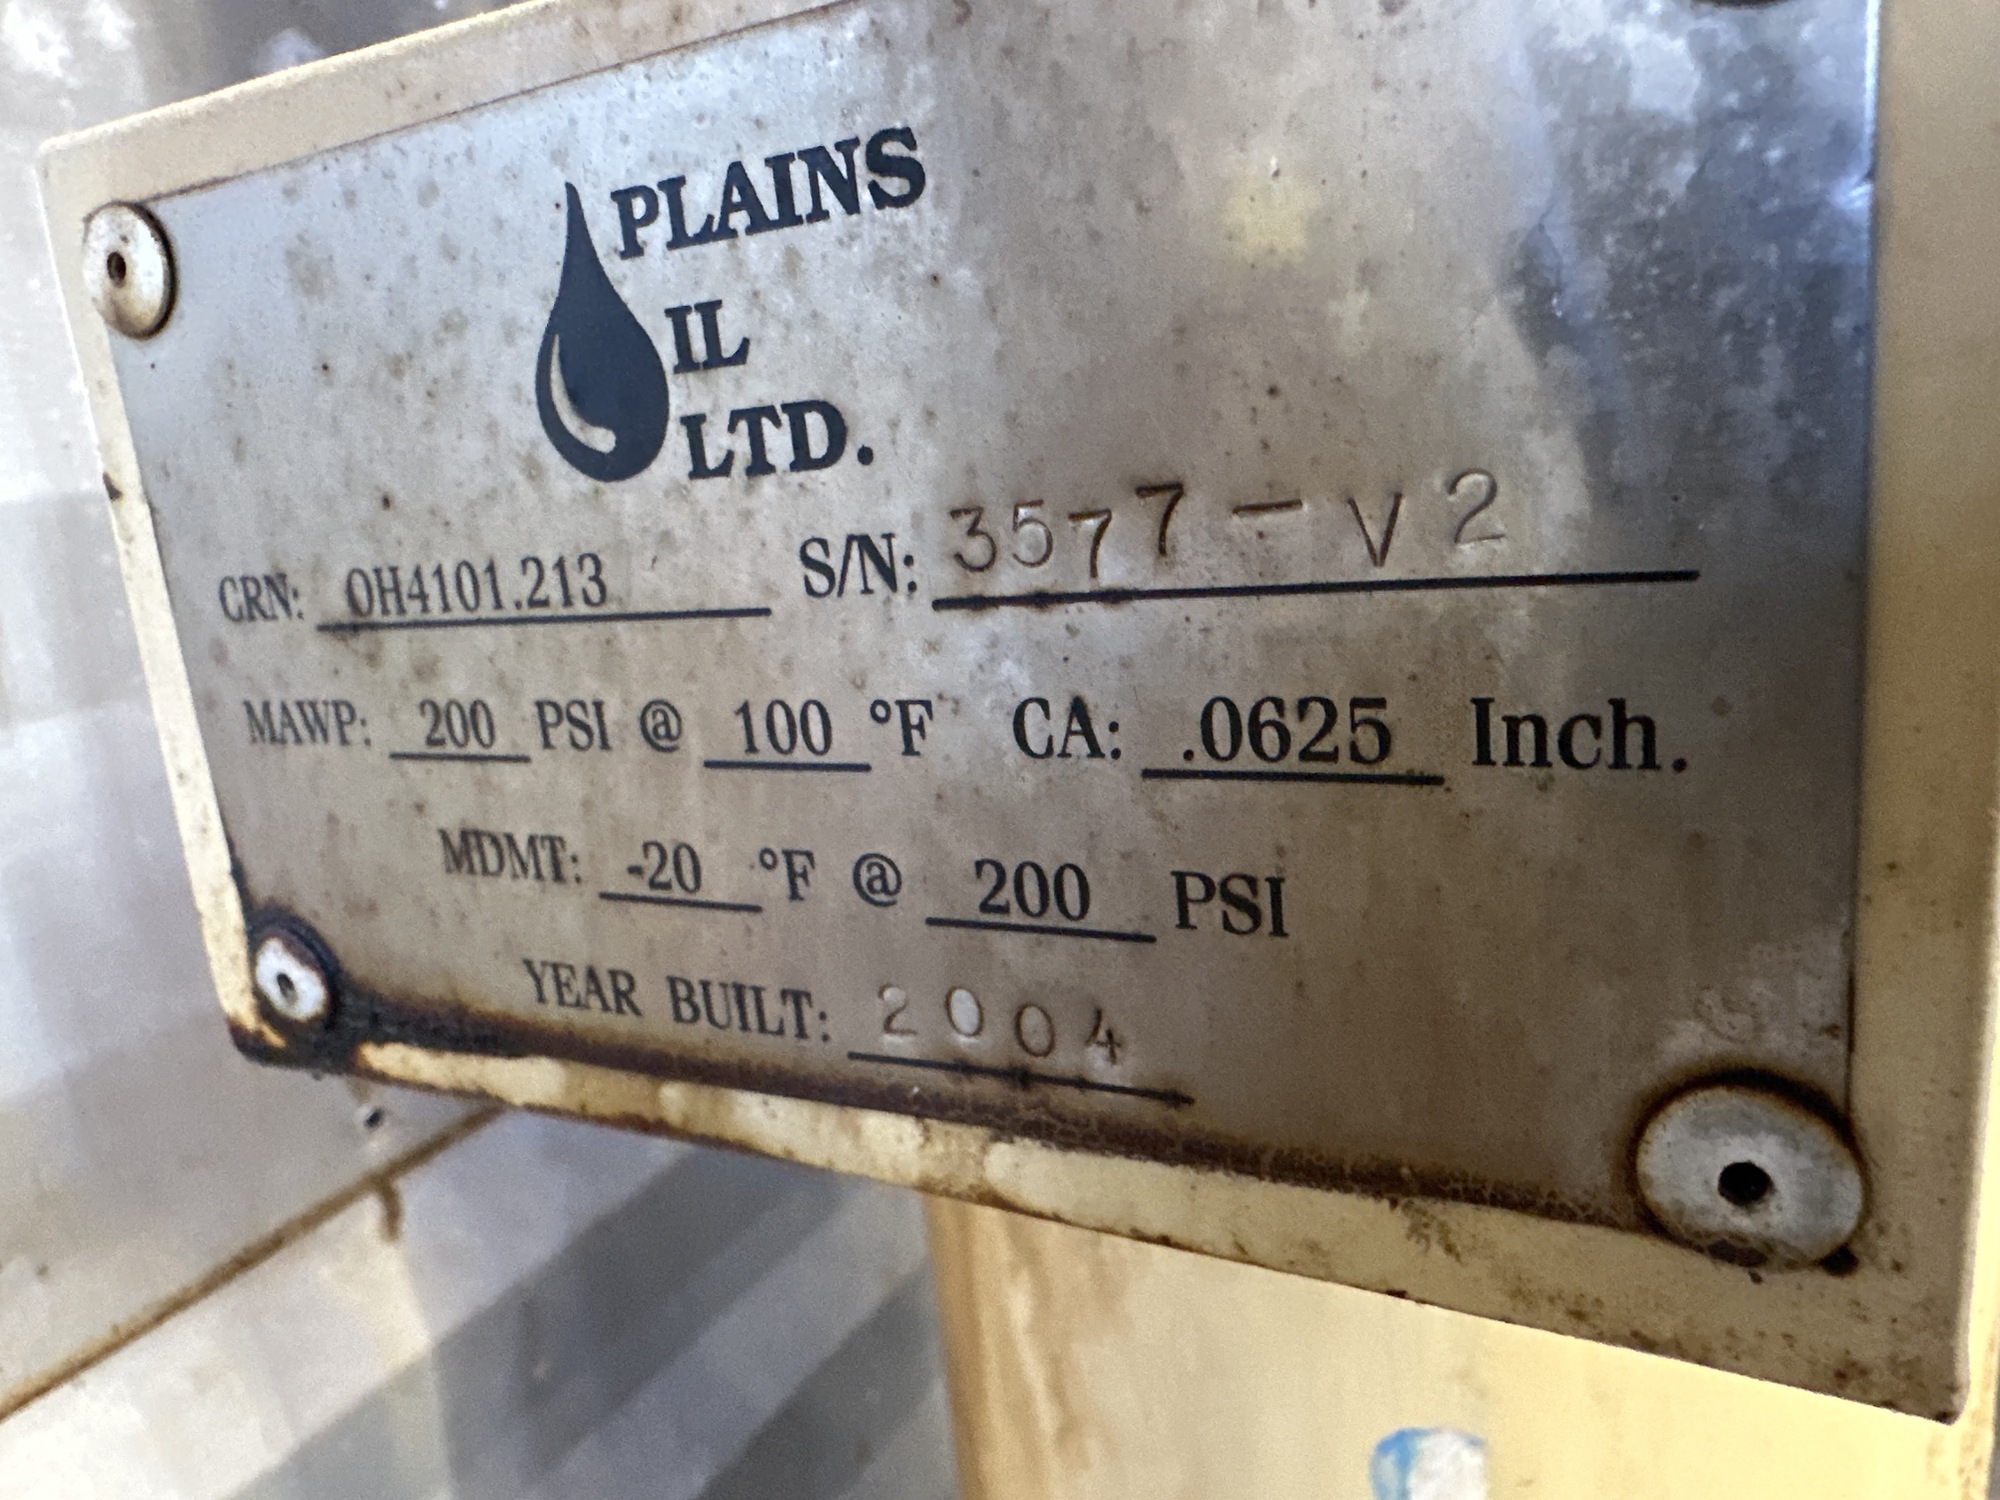 PLAINS
IL
LTD.
CRN: OH4101.213 S/N: 3577-V2
MAWP: 200 PSI @ 100 °F CA: .0625 Inch.
MDMT: -20 °F @ 200 PSI
YEAR BUILT: 2004